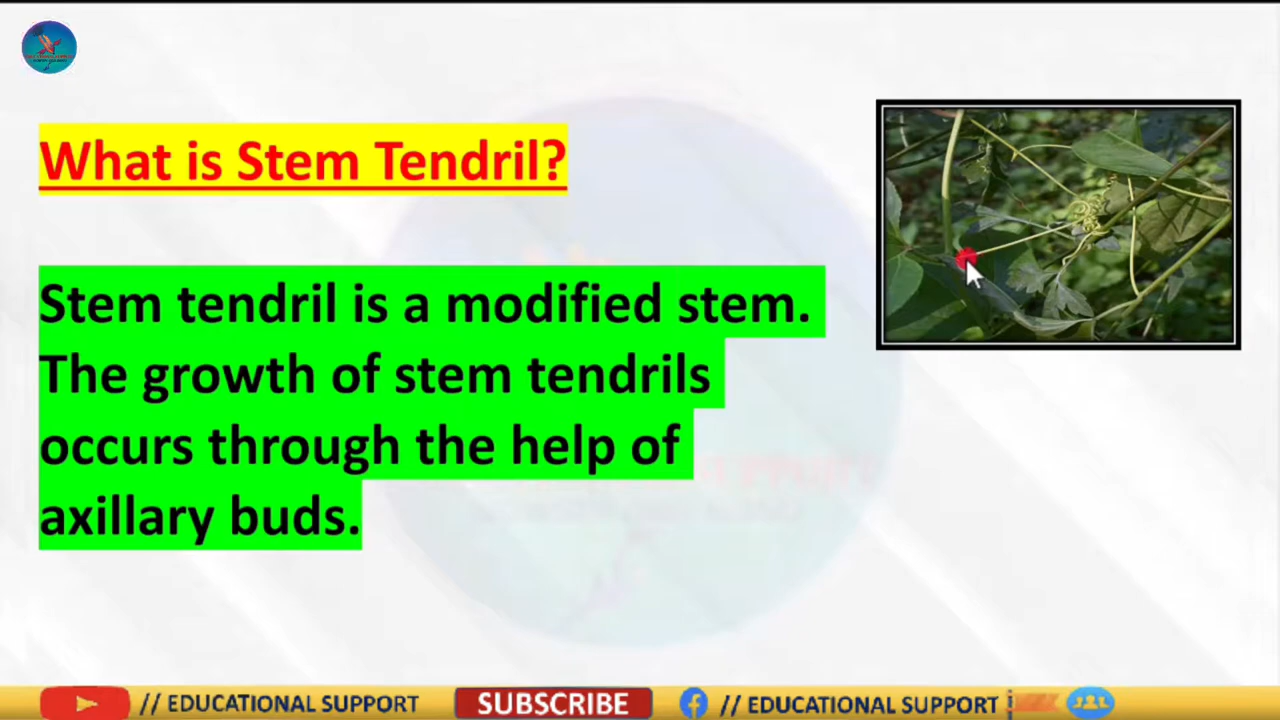 What is Stem Tendril?
Stem tendril is a modified stem.
The growth of stem tendrils
occurs through the help of
axillary buds.
// EDUCATIONAL SUPPORT SUBSCRIBE // EDUCATIONAL SUPPORT